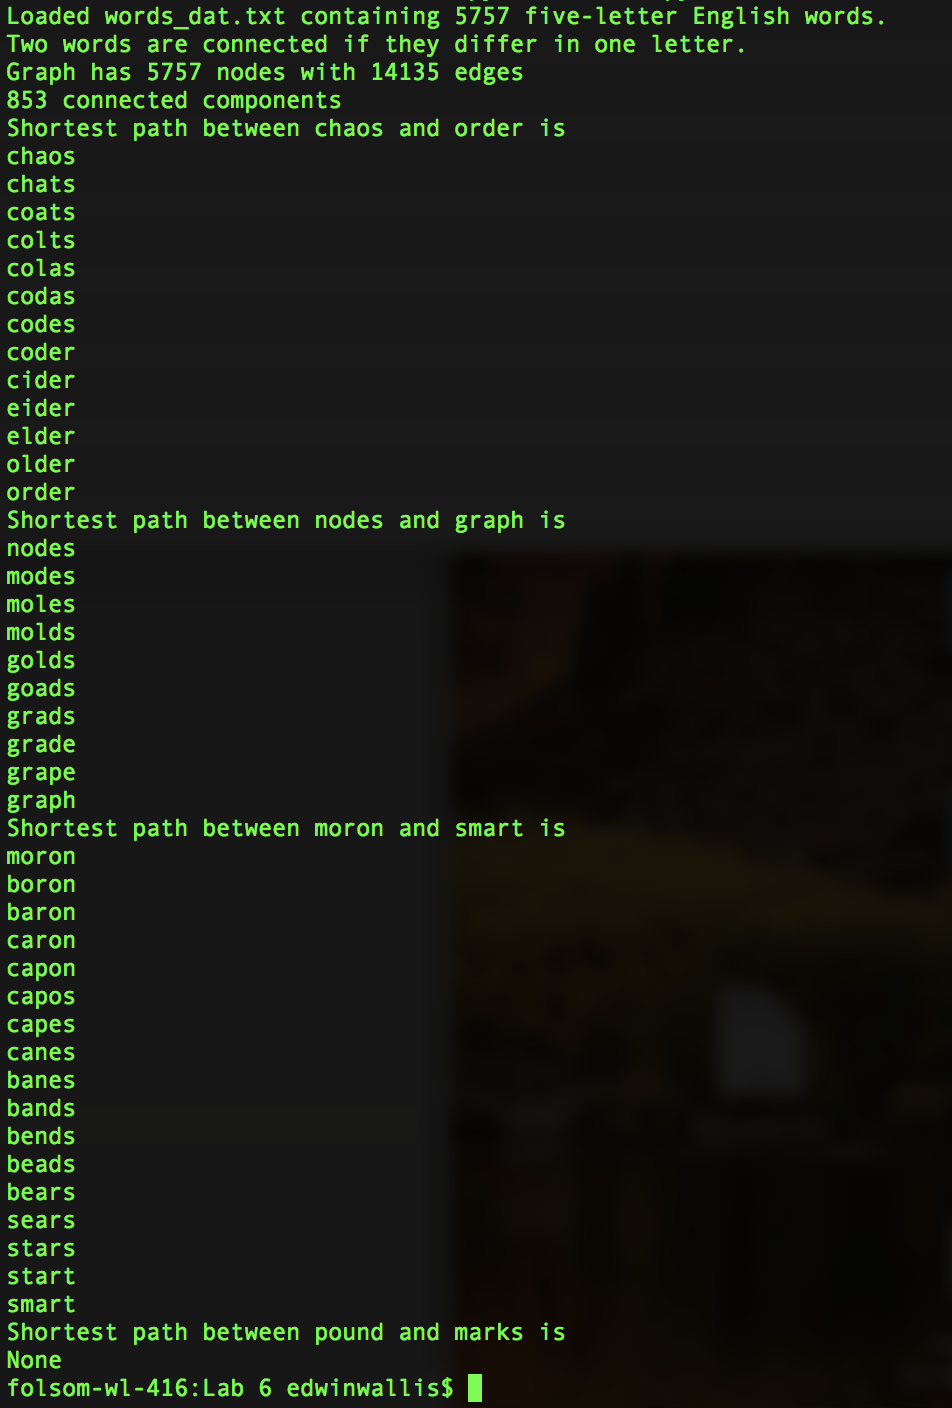 Loaded words_dat.txt containing 5757 five-letter English words.
Two words are connected if they differ in one letter.
Graph has 5757 nodes with 14135 edges
853 connected components
Shortest path between chaos and order is
chaos
chats
coats
colts
colas
codas
codes
coder
cider
eider
elder
older
order
Shortest path between nodes and graph is
nodes
modes
moles
molds
golds
goads
grads
grade
grape
graph
Shortest path between moron and smart is
moron
boron
baron
caron
capon
capos
capes
canes
banes
bands
bends
beads
bears
sears
stars
start
smart
Shortest path between pound and marks is
None
folsom-wl-416:Lab 6 edwinwallis$